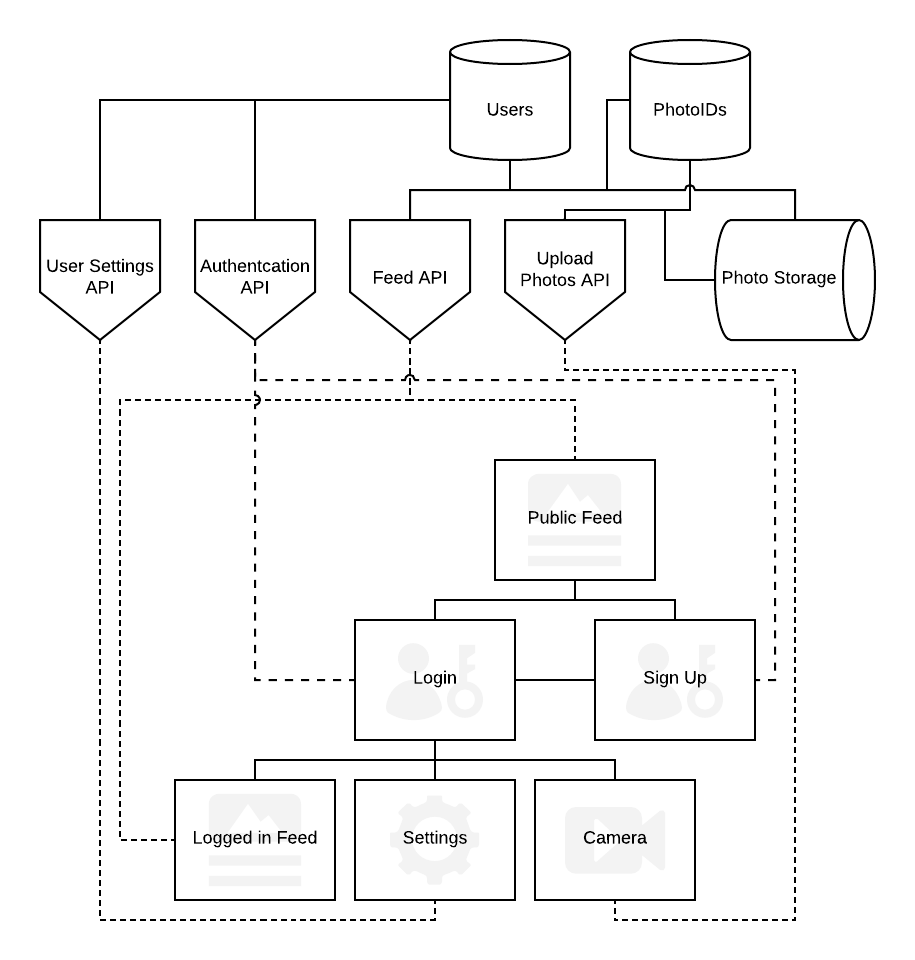 Users
PhotoIDs
User Settings
API
Authentcation
API
Feed API
Upload
Photos API
Photo Storage
Public Feed
Login
Sign Up
Logged in Feed
Settings
Camera